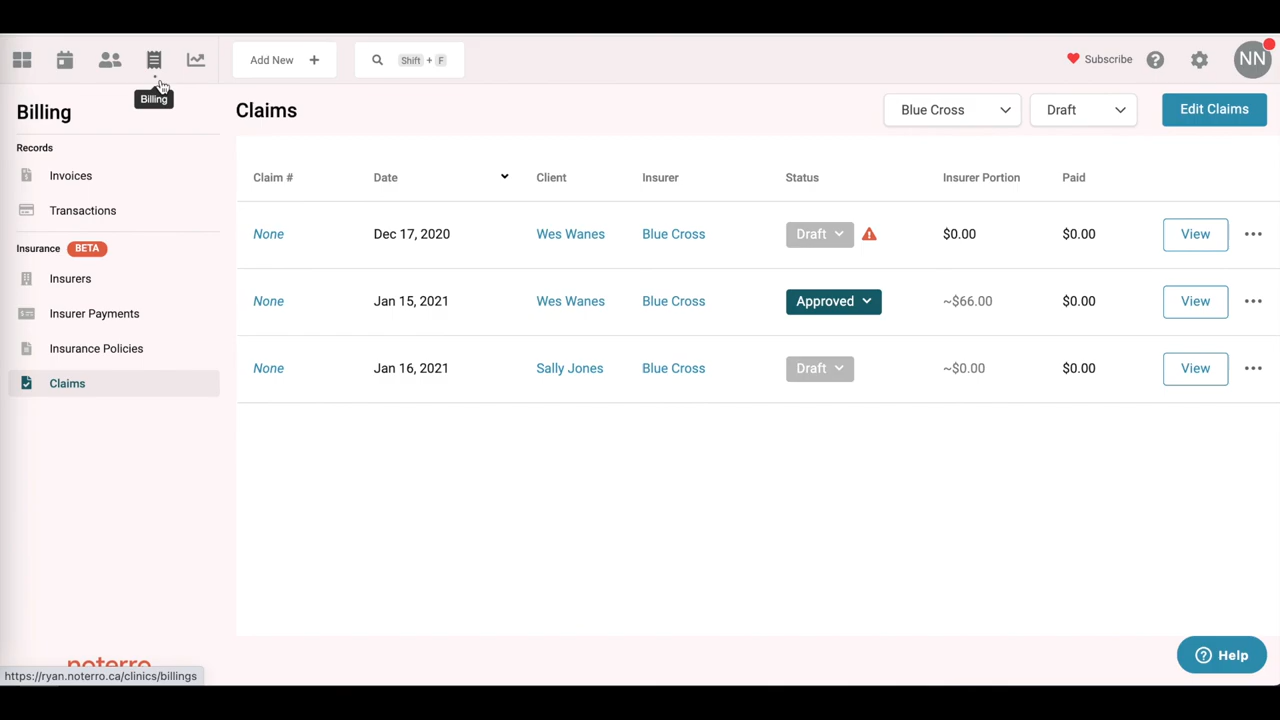 Add New +
Shift + F
Subscribe
NN
Billing
Billing
Records
Invoices
Transactions
Insurance BETA
Insurers
Insurer Payments
Insurance Policies
Claims
Claims
Blue Cross
Draft
Edit Claims
Claim # Date Client Insurer Status Insurer Portion Paid
None Dec 17, 2020 Wes Wanes Blue Cross Draft $0.00 $0.00 View
None Jan 15, 2021 Wes Wanes Blue Cross Approved ~$66.00 $0.00 View
None Jan 16, 2021 Sally Jones Blue Cross Draft ~$0.00 $0.00 View
noterro
https://ryan.noterro.ca/clinics/billings
Help